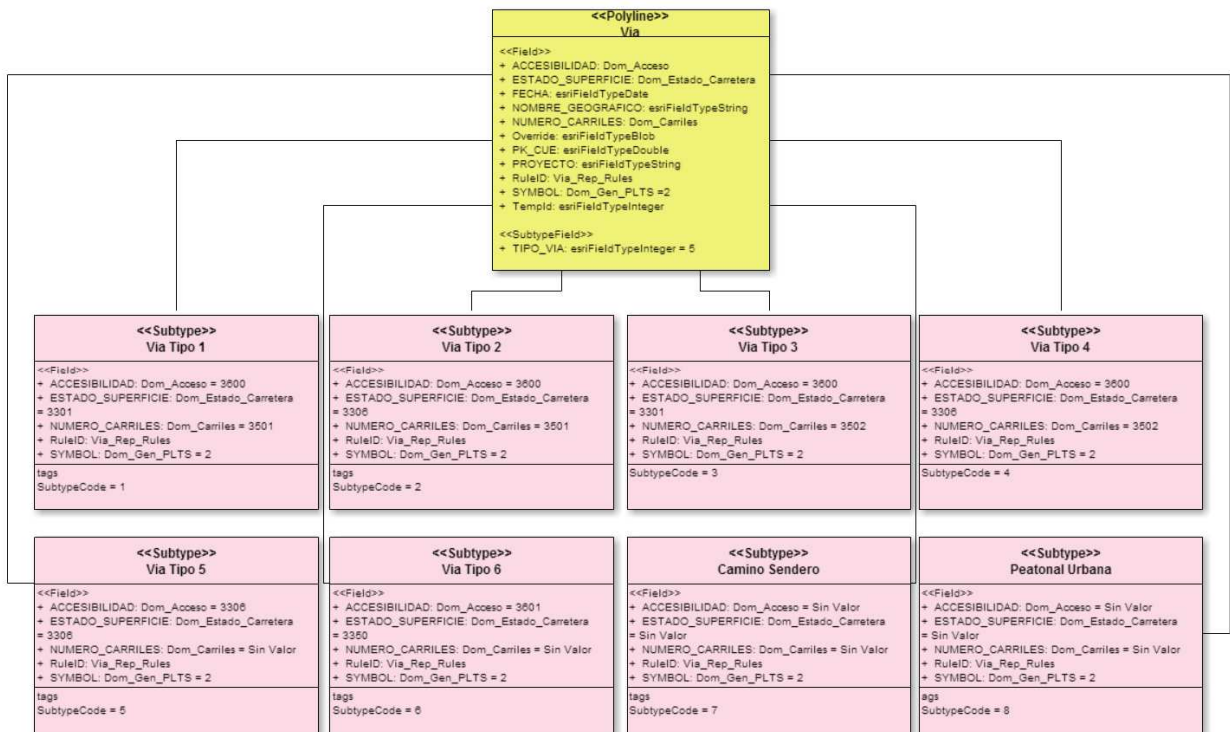 <<Polyline>>
Via
<<Field>>
+ ACCESIBILIDAD: Dom_Acceso
+ ESTADO_SUPERFICIE: Dom_Estado_Carretera
+ FECHA: esriFieldTypeDate
+ NOMBRE_GEOGRAFICO: esriFieldTypeString
+ NUMERO_CARRILES: Dom_Carriles
+ Override: esriFieldTypeBlob
+ PK_CUE: esriFieldTypeDouble
+ PROYECTO: esriFieldTypeString
+ RuleID: Via_Rep_Rules
+ SYMBOL: Dom_Gen_PLTS =2
+ TempId: esriFieldTypeInteger
<<SubtypeField>>
+ TIPO_VIA: esriFieldTypeInteger = 5
<<Subtype>>
Via Tipo 1
<<Field>>
+ ACCESIBILIDAD: Dom_Acceso = 3600
+ ESTADO_SUPERFICIE: Dom_Estado_Carretera
= 3301
+ NUMERO_CARRILES: Dom_Carriles = 3501
+ RuleID: Via_Rep_Rules
+ SYMBOL: Dom_Gen_PLTS = 2
tags
SubtypeCode = 1
<<Subtype>>
Via Tipo 2
<<Field>>
+ ACCESIBILIDAD: Dom_Acceso = 3600
+ ESTADO_SUPERFICIE: Dom_Estado_Carretera
= 3306
+ NUMERO_CARRILES: Dom_Carriles = 3501
+ RuleID: Via_Rep_Rules
+ SYMBOL: Dom_Gen_PLTS = 2
tags
SubtypeCode = 2
<<Subtype>>
Via Tipo 3
<<Field>>
+ ACCESIBILIDAD: Dom_Acceso = 3600
+ ESTADO_SUPERFICIE: Dom_Estado_Carretera
= 3301
+ NUMERO_CARRILES: Dom_Carriles = 3502
+ RuleID: Via_Rep_Rules
+ SYMBOL: Dom_Gen_PLTS = 2
SubtypeCode = 3
<<Subtype>>
Via Tipo 4
<<Field>>
+ ACCESIBILIDAD: Dom_Acceso = 3600
+ ESTADO_SUPERFICIE: Dom_Estado_Carretera
= 3306
+ NUMERO_CARRILES: Dom_Carriles = 3502
+ RuleID: Via_Rep_Rules
+ SYMBOL: Dom_Gen_PLTS = 2
SubtypeCode = 4
<<Subtype>>
Via Tipo 5
<<Field>>
+ ACCESIBILIDAD: Dom_Acceso = 3306
+ ESTADO_SUPERFICIE: Dom_Estado_Carretera
= 3306
+ NUMERO_CARRILES: Dom_Carriles = Sin Valor
+ RuleID: Via_Rep_Rules
+ SYMBOL: Dom_Gen_PLTS = 2
tags
SubtypeCode = 5
<<Subtype>>
Via Tipo 6
<<Field>>
+ ACCESIBILIDAD: Dom_Acceso = 3601
+ ESTADO_SUPERFICIE: Dom_Estado_Carretera
= 3350
+ NUMERO_CARRILES: Dom_Carriles = Sin Valor
+ RuleID: Via_Rep_Rules
+ SYMBOL: Dom_Gen_PLTS = 2
tags
SubtypeCode = 6
<<Subtype>>
Camino Sendero
<<Field>>
+ ACCESIBILIDAD: Dom_Acceso = Sin Valor
+ ESTADO_SUPERFICIE: Dom_Estado_Carretera
= Sin Valor
+ NUMERO_CARRILES: Dom_Carriles = Sin Valor
+ RuleID: Via_Rep_Rules
+ SYMBOL: Dom_Gen_PLTS = 2
tags
SubtypeCode = 7
<<Subtype>>
Peatonal Urbana
<<Field>>
+ ACCESIBILIDAD: Dom_Acceso = Sin Valor
+ ESTADO_SUPERFICIE: Dom_Estado_Carretera
= Sin Valor
+ NUMERO_CARRILES: Dom_Carriles = Sin Valor
+ RuleID: Via_Rep_Rules
+ SYMBOL: Dom_Gen_PLTS = 2
ags
SubtypeCode = 8